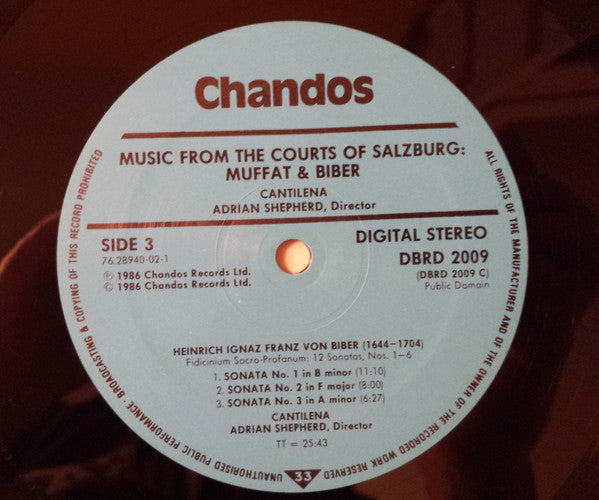 Chandos
MUSIC FROM THE COURTS OF SALZBURG:
MUFFAT & BIBER
CANTILENA
ADRIAN SHEPHERD, Director
SIDE 3
76.28940-02-1
℗ 1986 Chandos Records Ltd.
© 1986 Chandos Records Ltd.
DIGITAL STEREO
DBRD 2009
(DBRD 2009 C)
Public Domain
HEINRICH IGNAZ FRANZ VON BIBER (1644–1704)
Fidicinium Sacro-Profanum: 12 Sonatas, Nos. 1–6
1. SONATA No. 1 in B minor (11:10)
2. SONATA No. 2 in F major (8:00)
3. SONATA No. 3 in A minor (6:27)
CANTILENA
ADRIAN SHEPHERD, Director
TT = 25:43
ALL RIGHTS OF THE MANUFACTURER AND OF THE OWNER OF THE RECORDED WORK RESERVED
33
UNAUTHORISED PUBLIC PERFORMANCE: BROADCASTING & COPYING OF THIS RECORD PROHIBITED